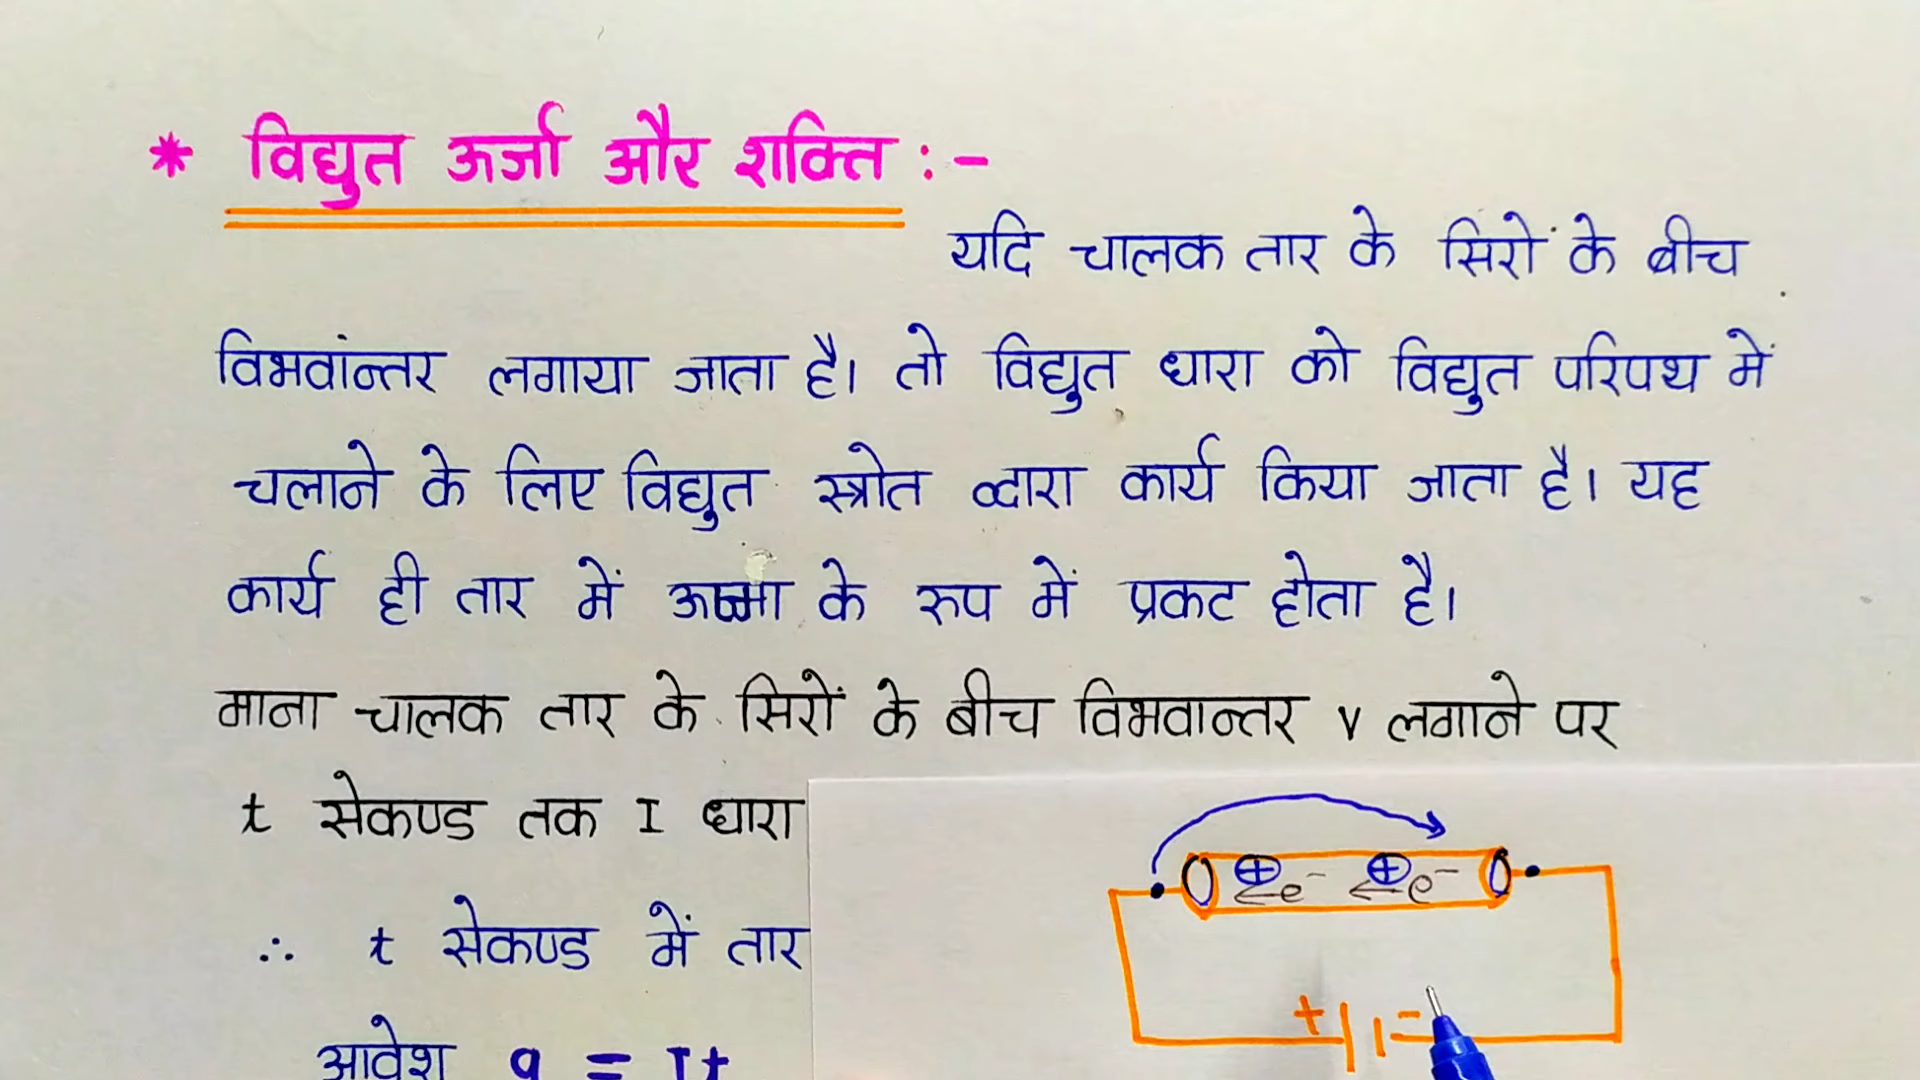 * विद्युत ऊर्जा और शक्ति :-
यदि चालक तार के सिरों के बीच
विभवांन्तर लगाया जाता है। तो विद्युत धारा को विद्युत परिपथ में
चलाने के लिए विद्युत स्त्रोत द्वारा कार्य किया जाता है। यह
कार्य ही तार में ऊष्मा के रूप में प्रकट होता है।
माना चालक तार के सिरों के बीच विभवान्तर V लगाने पर
t सेकण्ड तक I धारा
∴ t सेकण्ड में तार
आवेश q = It
⊕ e⁻ ⊕ e⁻
+ -